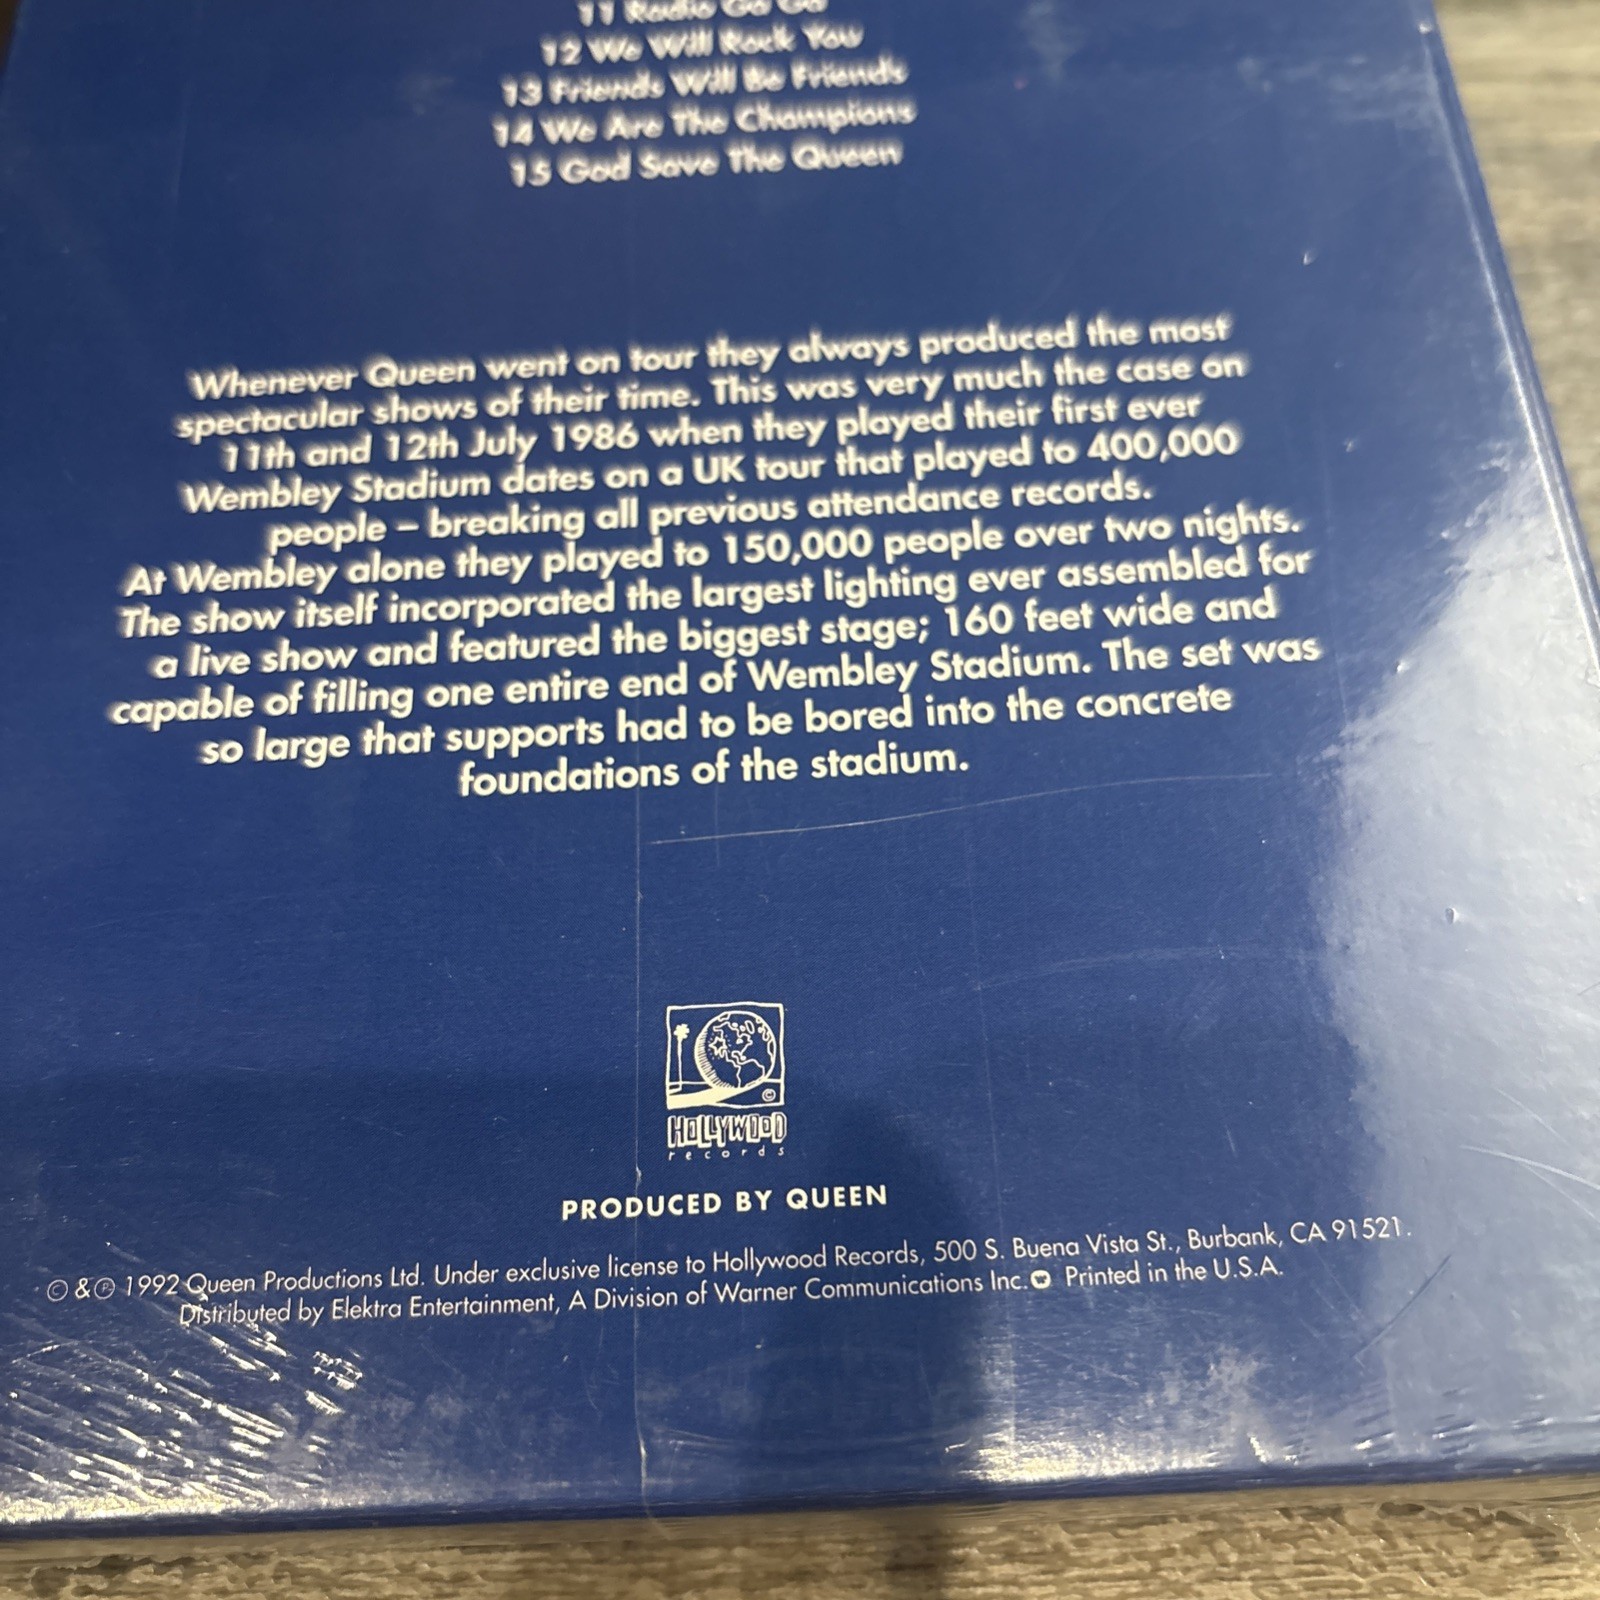 11 Radio Ga Ga
12 We Will Rock You
13 Friends Will Be Friends
14 We Are The Champions
15 God Save The Queen
Whenever Queen went on tour they always produced the most
spectacular shows of their time. This was very much the case on
11th and 12th July 1986 when they played their first ever
Wembley Stadium dates on a UK tour that played to 400,000
people – breaking all previous attendance records.
At Wembley alone they played to 150,000 people over two nights.
The show itself incorporated the largest lighting ever assembled for
a live show and featured the biggest stage; 160 feet wide and
capable of filling one entire end of Wembley Stadium. The set was
so large that supports had to be bored into the concrete
foundations of the stadium.
©
HOLLYWOOD
records
PRODUCED BY QUEEN
© & ℗ 1992 Queen Productions Ltd. Under exclusive license to Hollywood Records, 500 S. Buena Vista St., Burbank, CA 91521.
Distributed by Elektra Entertainment, A Division of Warner Communications Inc. Printed in the U.S.A.